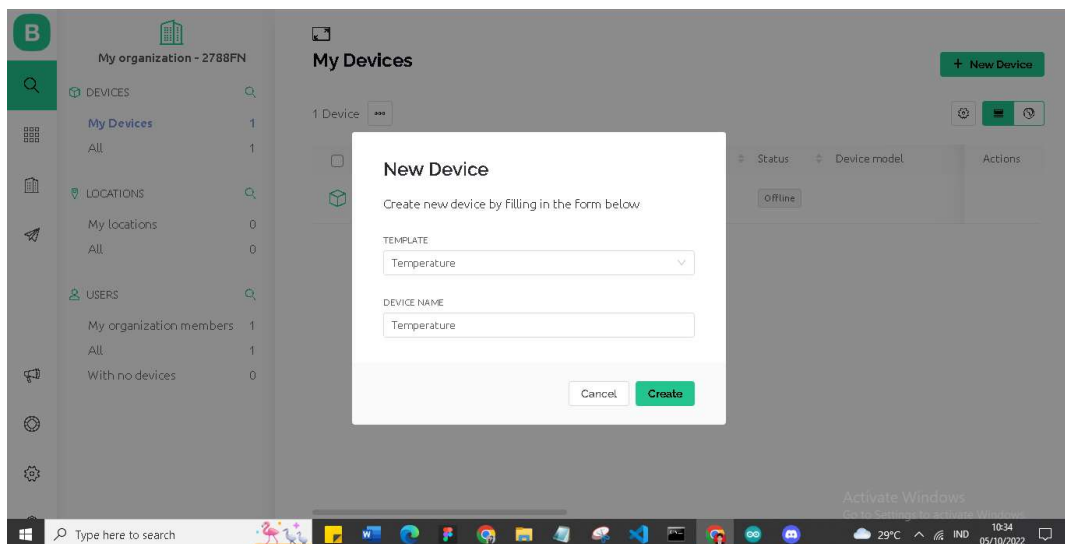 B
My organization - 2788FN
DEVICES
My Devices 1
All 1
LOCATIONS
My locations 0
All 0
USERS
My organization members 1
All 1
With no devices 0
My Devices
+ New Device
1 Device
Status Device model Actions
Offline
New Device
Create new device by filling in the form below
TEMPLATE
Temperature
DEVICE NAME
Temperature
Cancel Create
Activate Windows
Go to Settings to activate Windows.
Type here to search
29°C IND 10:34
05/10/2022